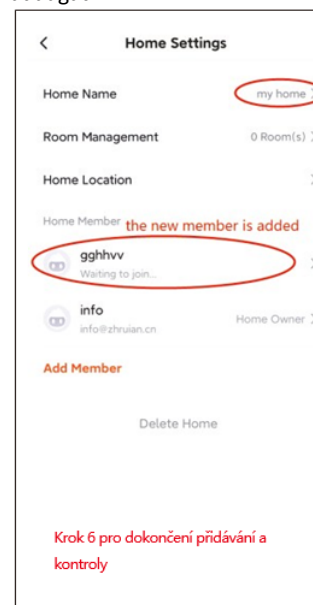 < Home Settings
Home Name my home >
Room Management 0 Room(s) >
Home Location >
Home Member the new member is added
gghhvv >
Waiting to join...
info
info@zhruian.cn Home Owner >
Add Member
Delete Home
Krok 6 pro dokončení přidávání a
kontroly